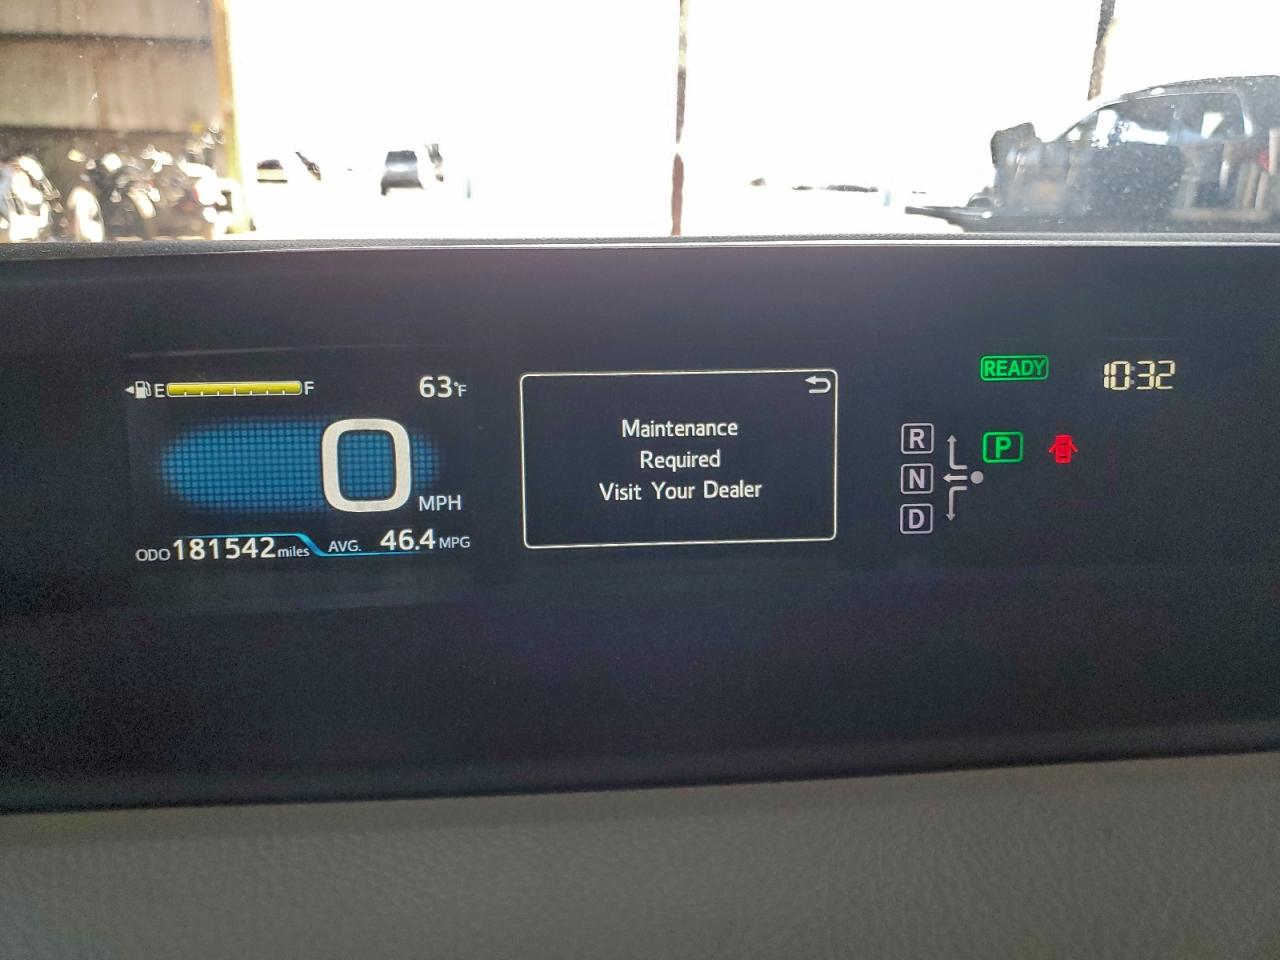 E F
63°F
0
MPH
ODO 181542 miles
AVG. 46.4 MPG
Maintenance
Required
Visit Your Dealer
READY
10:32
R
N
D
P